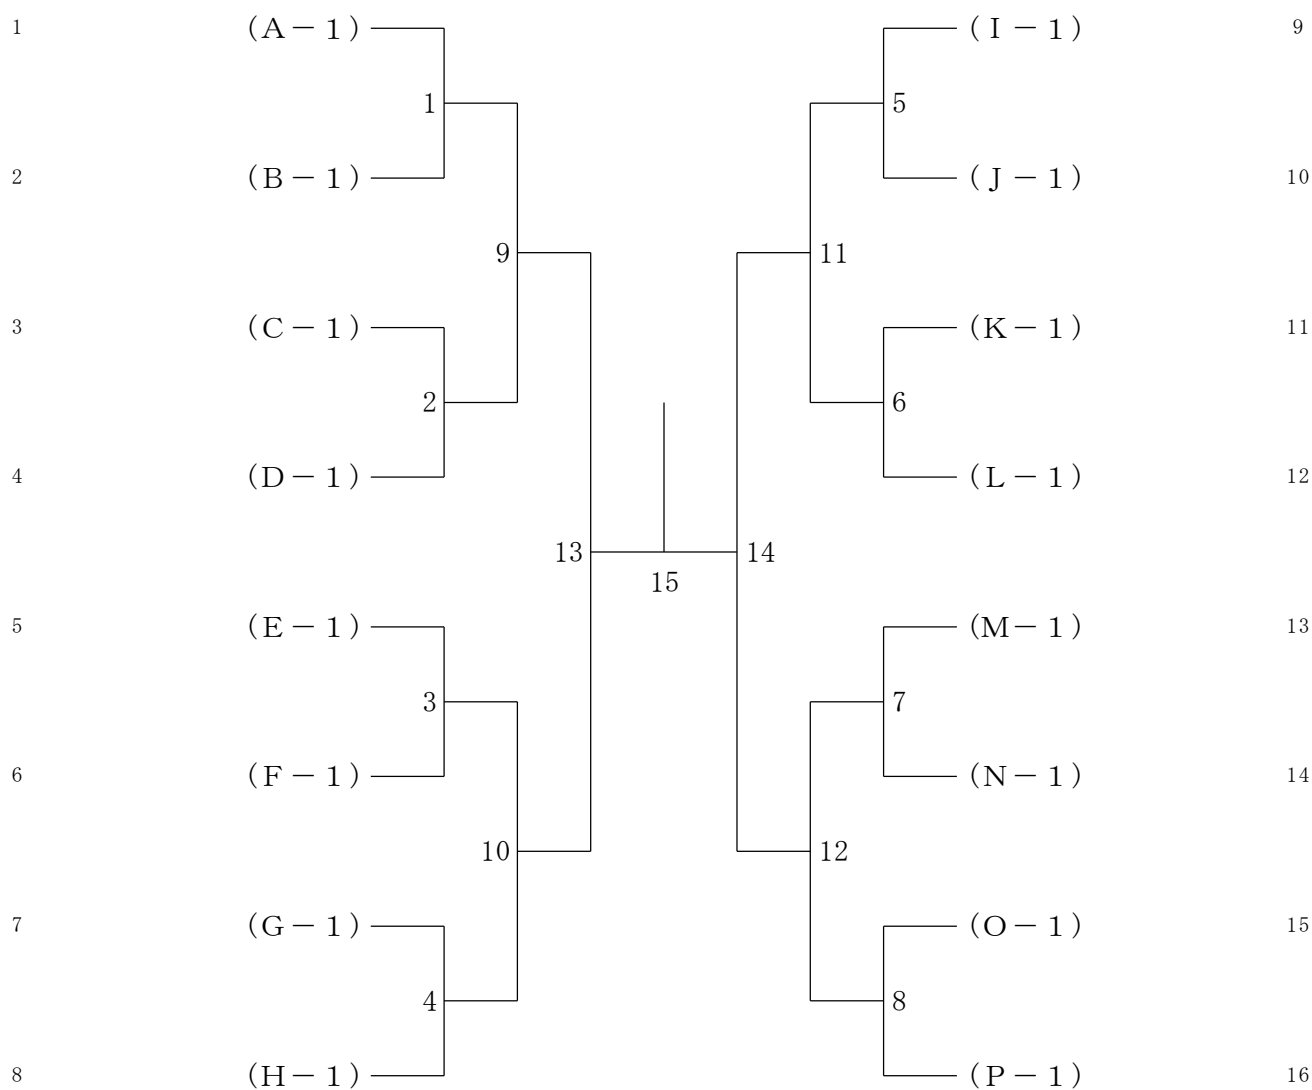 1 (A－1) (I－1) 9
1 5
2 (B－1) (J－1) 10
9 11
3 (C－1) (K－1) 11
2 6
4 (D－1) (L－1) 12
13 14
15
5 (E－1) (M－1) 13
3 7
6 (F－1) (N－1) 14
10 12
7 (G－1) (O－1) 15
4 8
8 (H－1) (P－1) 16